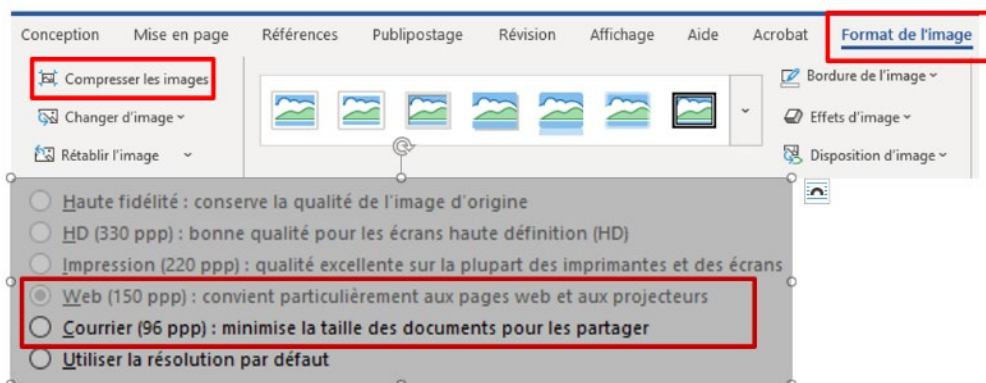 Conception Mise en page Références Publipostage Révision Affichage Aide Acrobat Format de l'image
Compresser les images
Changer d'image
Rétablir l'image
Bordure de l'image
Effets d'image
Disposition d'image
Haute fidélité : conserve la qualité de l'image d'origine
HD (330 ppp) : bonne qualité pour les écrans haute définition (HD)
Impression (220 ppp) : qualité excellente sur la plupart des imprimantes et des écrans
Web (150 ppp) : convient particulièrement aux pages web et aux projecteurs
Courrier (96 ppp) : minimise la taille des documents pour les partager
Utiliser la résolution par défaut